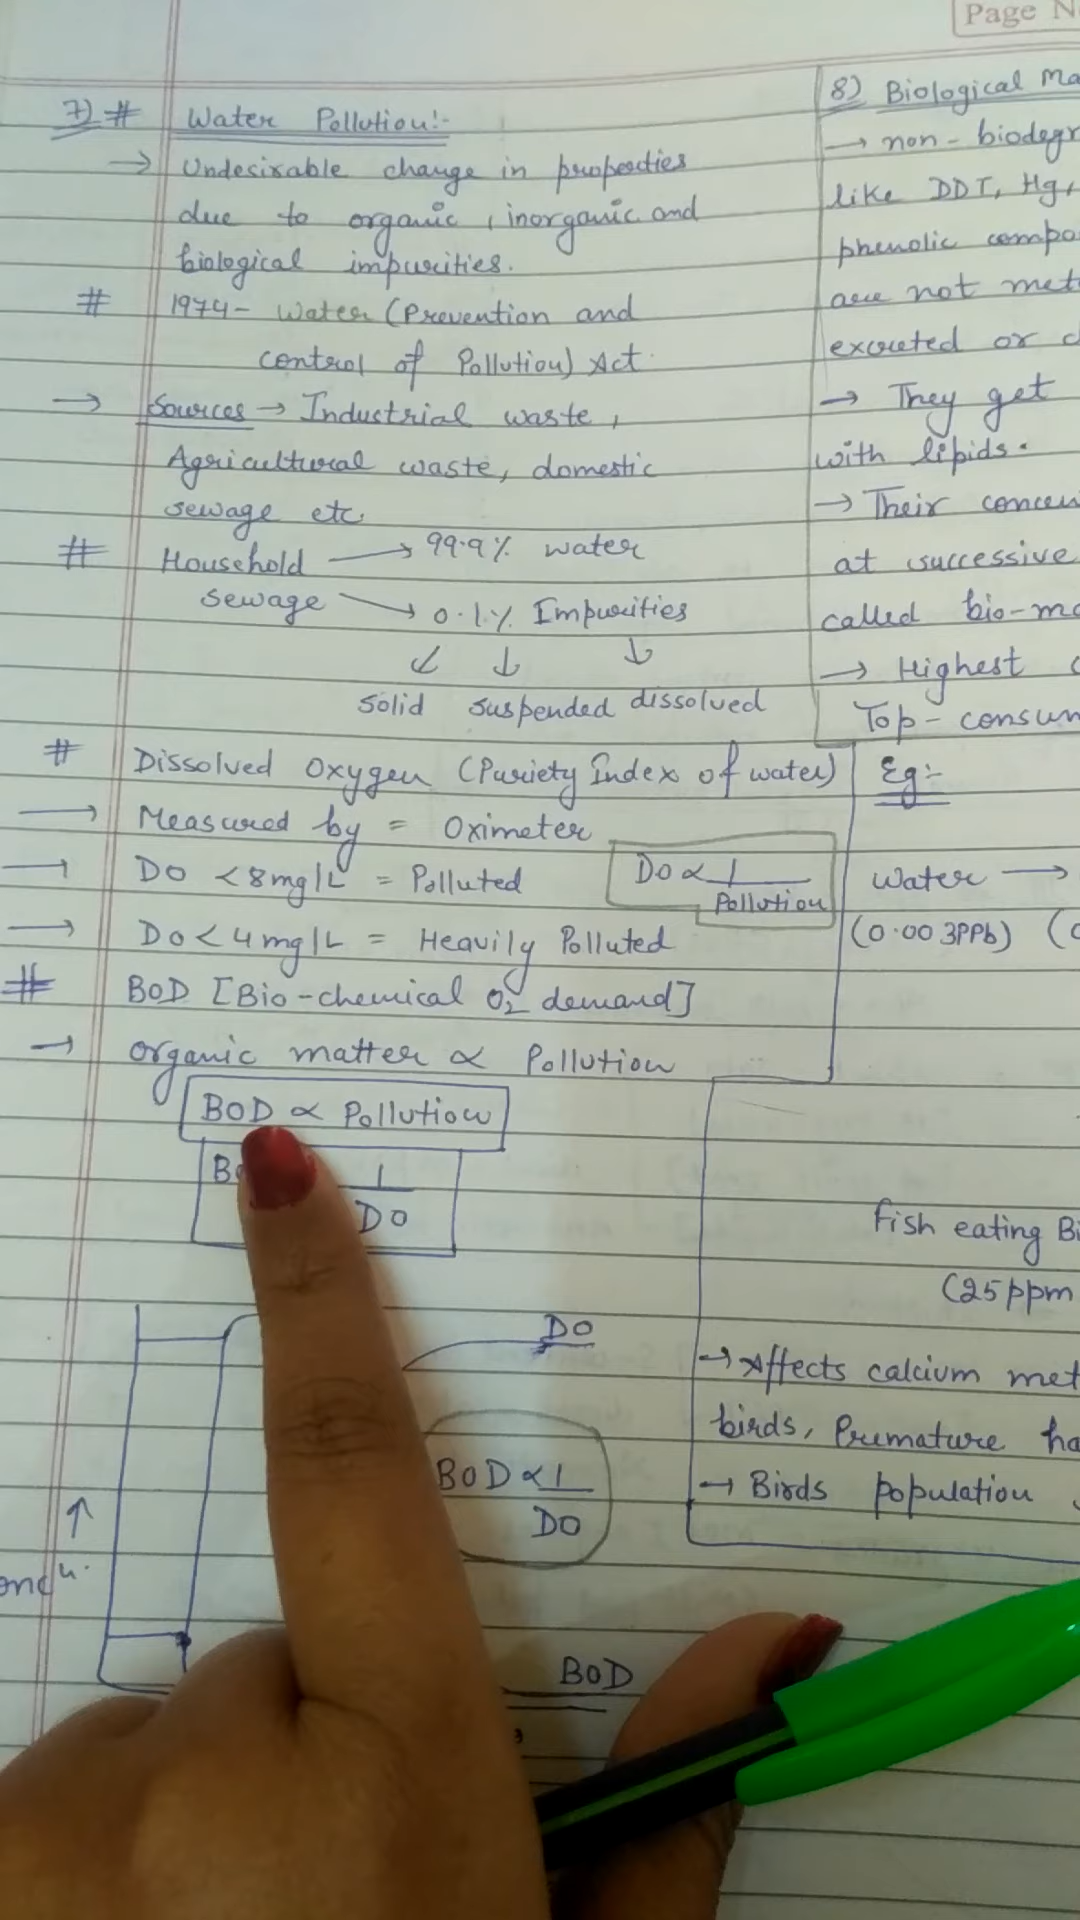 Page N
7) # Water Pollution:-
→ Undesirable change in properties
due to organic, inorganic and
biological impurities.
# 1974- Water (Prevention and
control of Pollution) Act.
→ Sources → Industrial waste,
Agricultural waste, domestic
sewage etc.
# Household → 99.9% water
sewage → 0.1% Impurities
↙ ↓ ↓
Solid suspended dissolved
# Dissolved Oxygen (Puriety Index of water)
→ Measured by = Oximeter
→ DO <8mg/L = Polluted
DO ∝ 1
Pollution
→ DO < 4mg/L = Heavily Polluted
# BOD [Bio-chemical O2 demand]
→ Organic matter ∝ Pollution
BOD ∝ Pollution
1
DO
DO
BOD ∝ 1
DO
↑
BOD
8) Biological Ma
→ non-biodegr
like DDT, Hg,
phenolic compo
are not met
excreted or
→ They get
with lipids.
→ Their concen
at successive
called bio-ma
→ Highest
Top-consum
Eg:-
Water →
(0.003PPb) (
Fish eating Bi
(25ppm
→ Affects calcium met
birds, Premature ha
→ Birds population